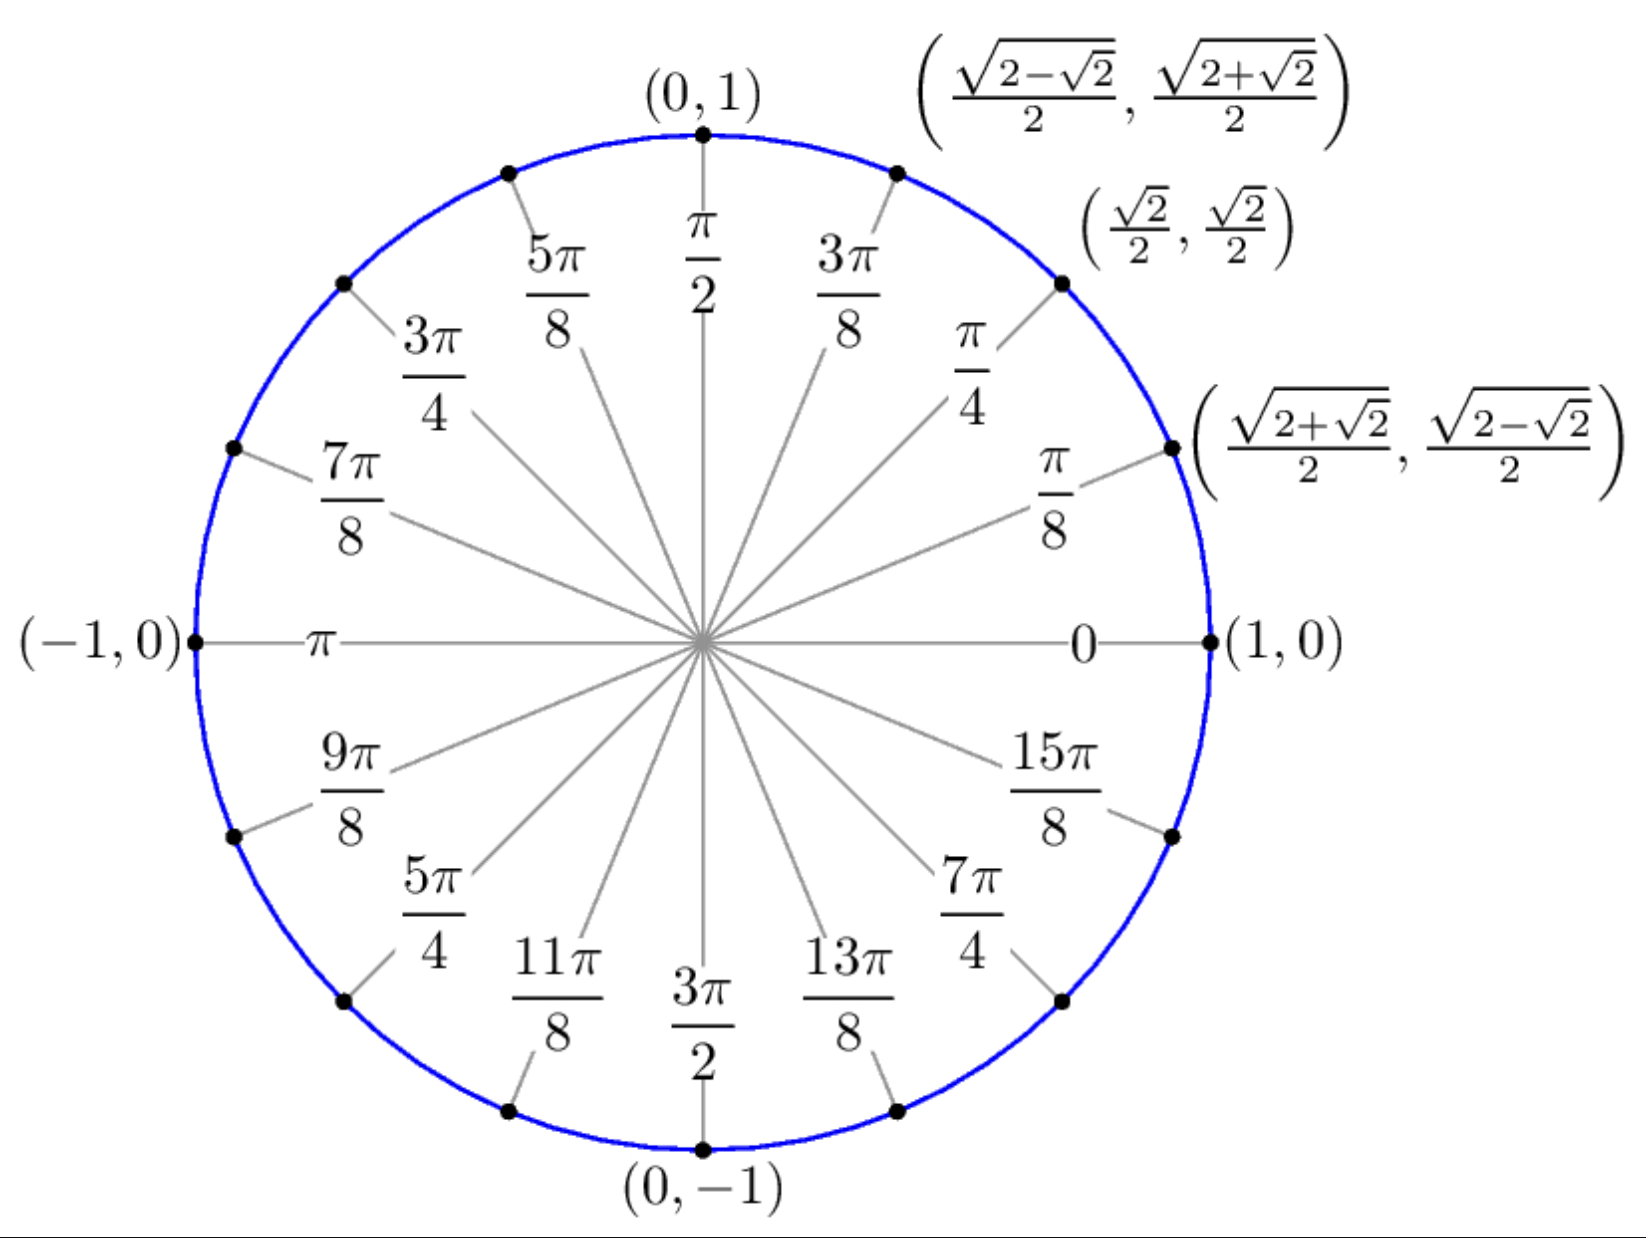 (0, 1)
(√(2−√2)/2, √(2+√2)/2)
(√2/2, √2/2)
π/2
5π/8
3π/8
3π/4
π/4
(√(2+√2)/2, √(2−√2)/2)
7π/8
π/8
(−1, 0)
π
0
(1, 0)
9π/8
15π/8
5π/4
7π/4
11π/8
3π/2
13π/8
(0, −1)